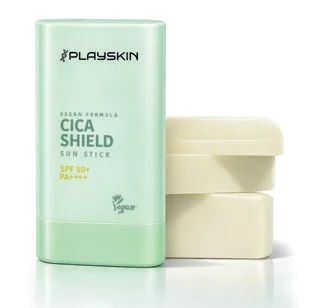 PLAYSKIN
VEGAN FORMULA
CICA
SHIELD
SUN STICK
SPF 50+
PA++++
Vegan